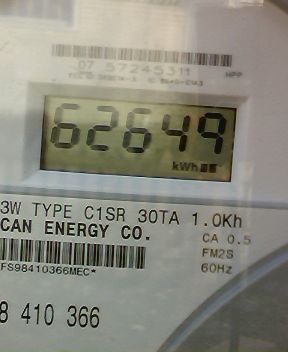 07 57245311 HPP
62649
kWh
3W TYPE C1SR 30TA 1.0Kh
CAN ENERGY CO. CA 0.5
FM2S
FS98410366MEC* 60Hz
8 410 366